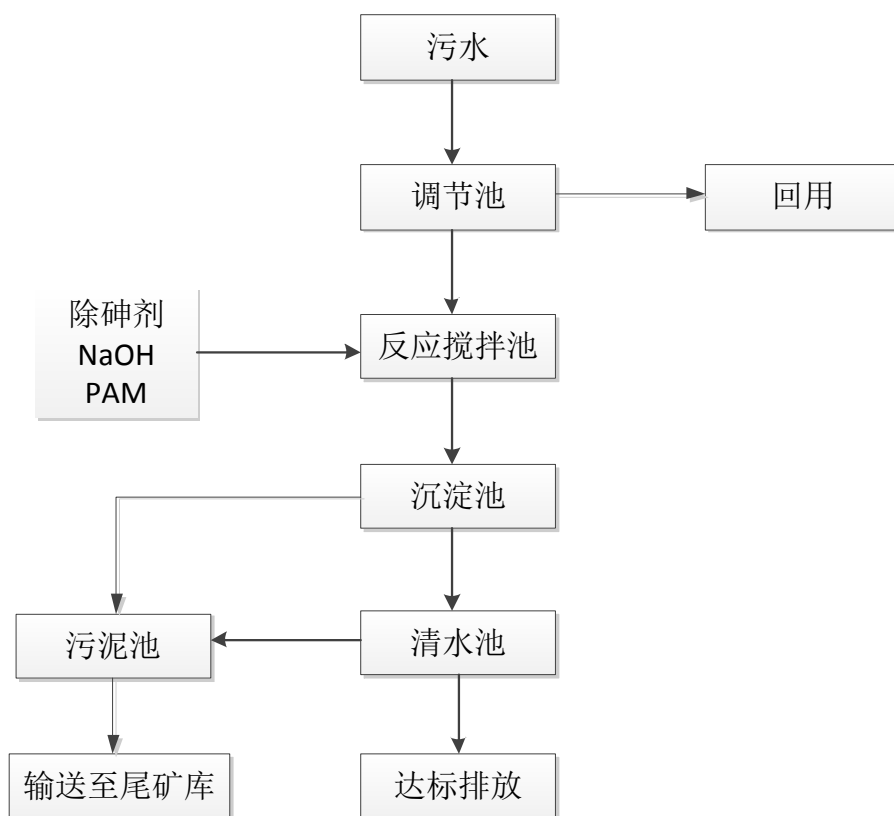 污水
调节池
回用
除砷剂
NaOH
PAM
反应搅拌池
沉淀池
污泥池
清水池
输送至尾矿库
达标排放